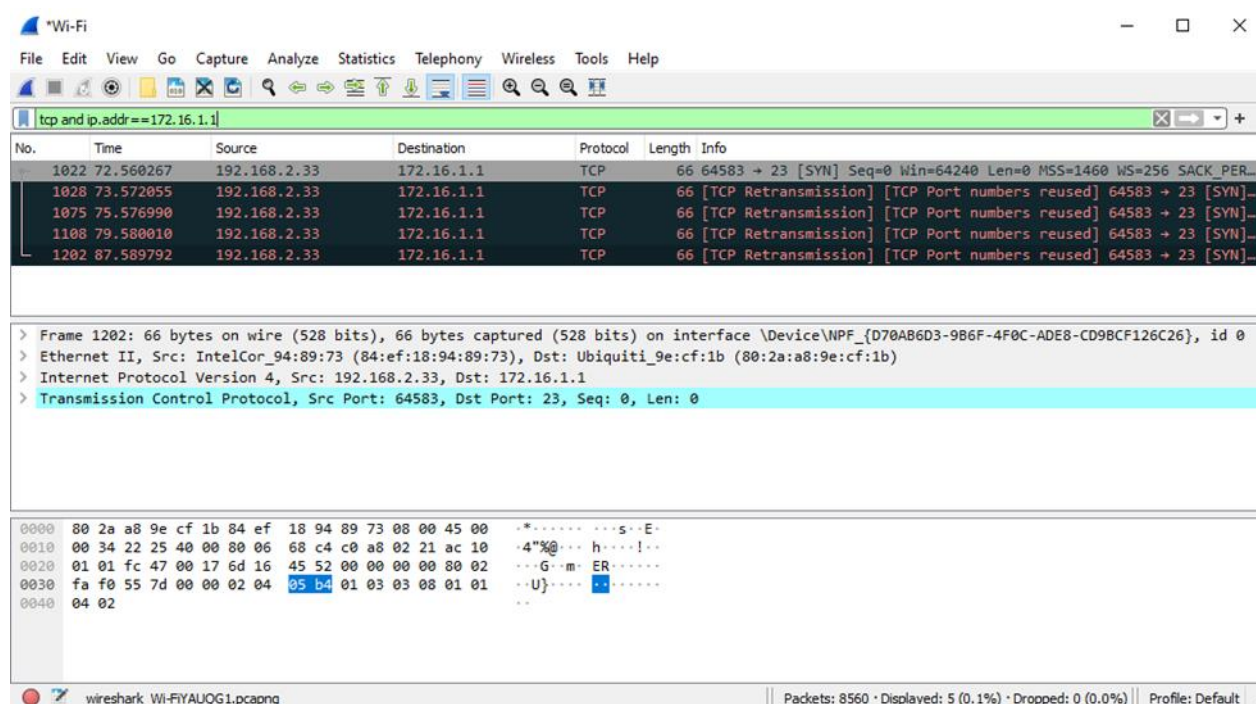 *Wi-Fi
File Edit View Go Capture Analyze Statistics Telephony Wireless Tools Help
tcp and ip.addr==172.16.1.1
No. Time Source Destination Protocol Length Info
1022 72.560267 192.168.2.33 172.16.1.1 TCP 66 64583 → 23 [SYN] Seq=0 Win=64240 Len=0 MSS=1460 WS=256 SACK_PER…
1028 73.572055 192.168.2.33 172.16.1.1 TCP 66 [TCP Retransmission] [TCP Port numbers reused] 64583 → 23 [SYN]…
1075 75.576990 192.168.2.33 172.16.1.1 TCP 66 [TCP Retransmission] [TCP Port numbers reused] 64583 → 23 [SYN]…
1108 79.580010 192.168.2.33 172.16.1.1 TCP 66 [TCP Retransmission] [TCP Port numbers reused] 64583 → 23 [SYN]…
1202 87.589792 192.168.2.33 172.16.1.1 TCP 66 [TCP Retransmission] [TCP Port numbers reused] 64583 → 23 [SYN]…
> Frame 1202: 66 bytes on wire (528 bits), 66 bytes captured (528 bits) on interface \Device\NPF_{D70AB6D3-9B6F-4F0C-ADE8-CD9BCF126C26}, id 0
> Ethernet II, Src: IntelCor_94:89:73 (84:ef:18:94:89:73), Dst: Ubiquiti_9e:cf:1b (80:2a:a8:9e:cf:1b)
> Internet Protocol Version 4, Src: 192.168.2.33, Dst: 172.16.1.1
> Transmission Control Protocol, Src Port: 64583, Dst Port: 23, Seq: 0, Len: 0
0000 80 2a a8 9e cf 1b 84 ef 18 94 89 73 08 00 45 00 ·*······ ···s··E·
0010 00 34 22 25 40 00 80 06 68 c4 c0 a8 02 21 ac 10 ·4"%@··· h····!··
0020 01 01 fc 47 00 17 6d 16 45 52 00 00 00 00 80 02 ···G··m· ER······
0030 fa f0 55 7d 00 00 02 04 05 b4 01 03 03 08 01 01 ··U}···· ········
0040 04 02 ··
wireshark_Wi-FiYAUOG1.pcapng Packets: 8560 · Displayed: 5 (0.1%) · Dropped: 0 (0.0%) Profile: Default